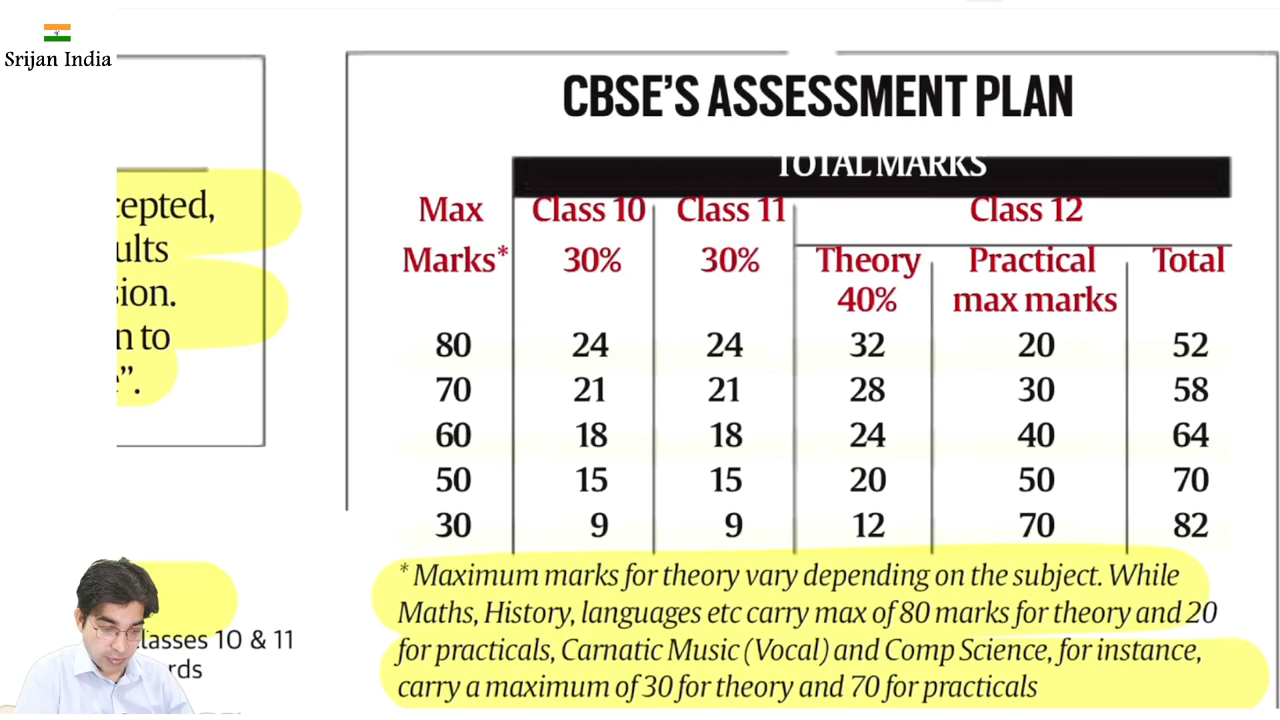 Srijan India
CBSE'S ASSESSMENT PLAN
TOTAL MARKS
Max Marks* Class 10 30% Class 11 30% Class 12
Theory 40% Practical max marks Total
80 24 24 32 20 52
70 21 21 28 30 58
60 18 18 24 40 64
50 15 15 20 50 70
30 9 9 12 70 82
* Maximum marks for theory vary depending on the subject. While
Maths, History, languages etc carry max of 80 marks for theory and 20
for practicals, Carnatic Music (Vocal) and Comp Science, for instance,
carry a maximum of 30 for theory and 70 for practicals
cepted,
ults
sion.
n to
e”.
lasses 10 & 11
rds